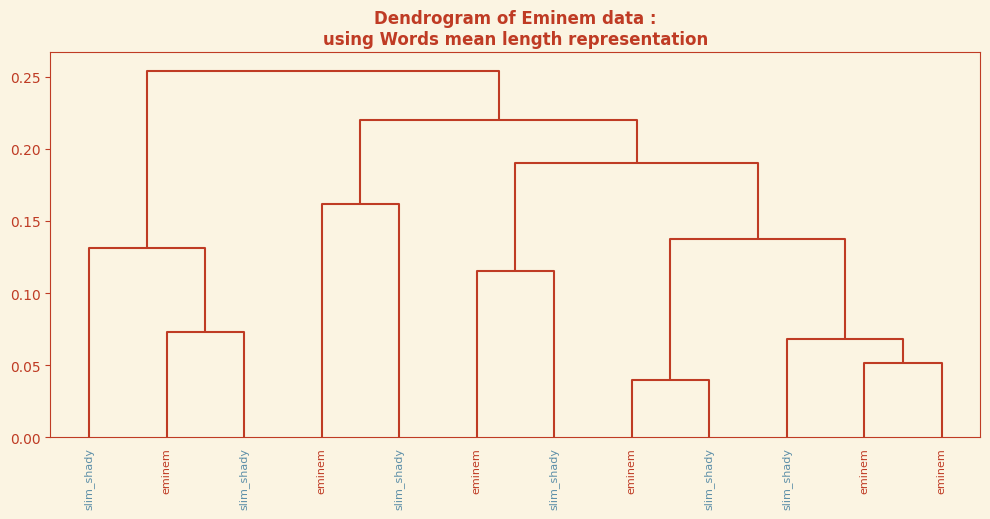 Dendrogram of Eminem data :
using Words mean length representation
0.25
0.20
0.15
0.10
0.05
0.00
slim_shady
eminem
slim_shady
eminem
slim_shady
eminem
slim_shady
eminem
slim_shady
slim_shady
eminem
eminem